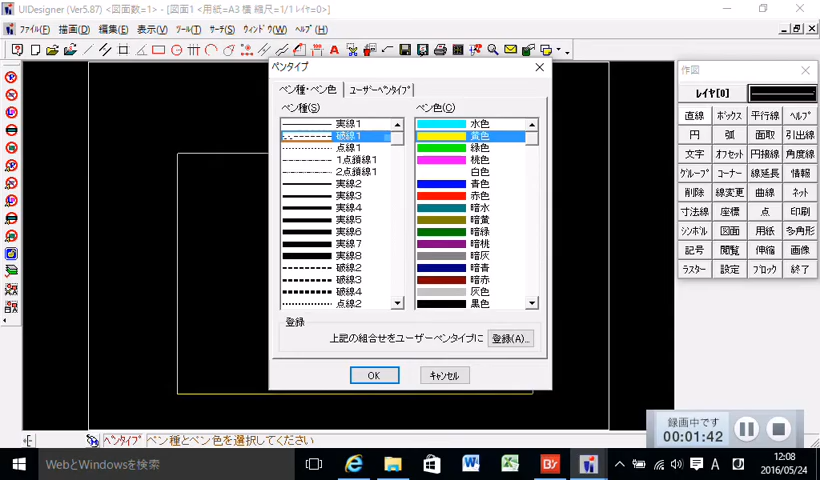 UIDesigner (Ver5.87) <図面数=1> - [図面1 <用紙=A3 横 縮尺=1/1 ﾚｲﾔ=0>]
ﾌｧｲﾙ(F) 描画(D) 編集(E) 表示(V) ﾂｰﾙ(T) ｻｰﾁ(S) ｳｨﾝﾄﾞｳ(W) ﾍﾙﾌﾟ(H)
ペンタイプ
ペン種・ペン色 ユーザーペンタイプ
ペン種(S) ペン色(C)
実線1 水色
破線1 黄色
点線1 緑色
1点鎖線1 桃色
2点鎖線1 白色
実線2 青色
実線3 赤色
実線4 暗水
実線5 暗黄
実線6 暗緑
実線7 暗桃
実線8 暗灰
破線2 暗青
破線3 暗赤
破線4 灰色
点線2 黒色
登録
上記の組合せをユーザーペンタイプに 登録(A)...
OK キャンセル
作図
ﾚｲﾔ[0]
直線 ボックス 平行線 ヘルプ
円 弧 面取 引出線
文字 オフセット 円接線 角度線
グループ コーナー 線延長 情報
削除 線変更 曲線 ネット
寸法線 座標 点 印刷
シンボル 図面 用紙 多角形
記号 閲覧 伸縮 画像
ラスター 設定 ブロック 終了
ﾍﾟﾝﾀｲﾌﾟ ペン種とペン色を選択してください
録画中です
00:01:42
WebとWindowsを検索
A
12:08
2016/05/24